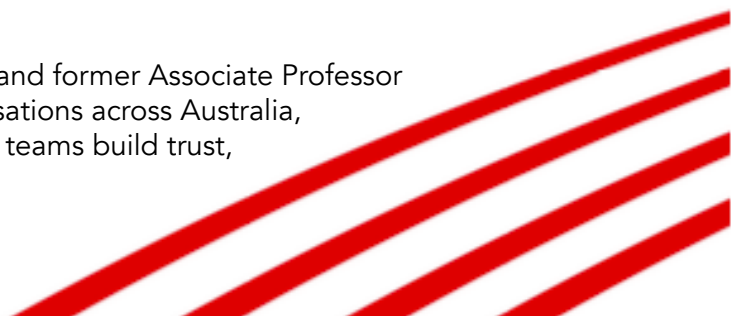 and former Associate Professor
sations across Australia,
teams build trust,